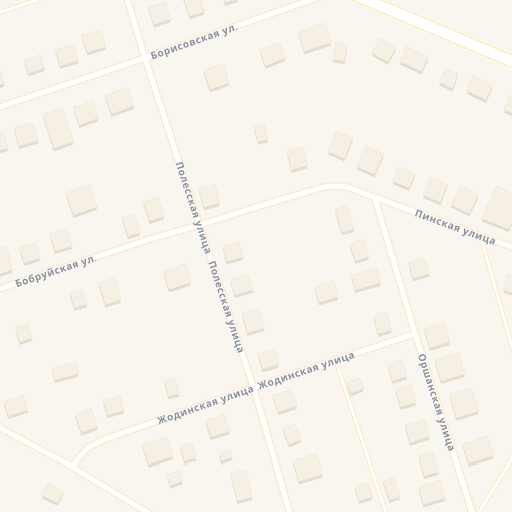 Борисовская ул.
Полесская улица
Пинская улица
Бобруйская ул.
Полесская улица
Жодинская улица
Жодинская улица
Оршанская улица